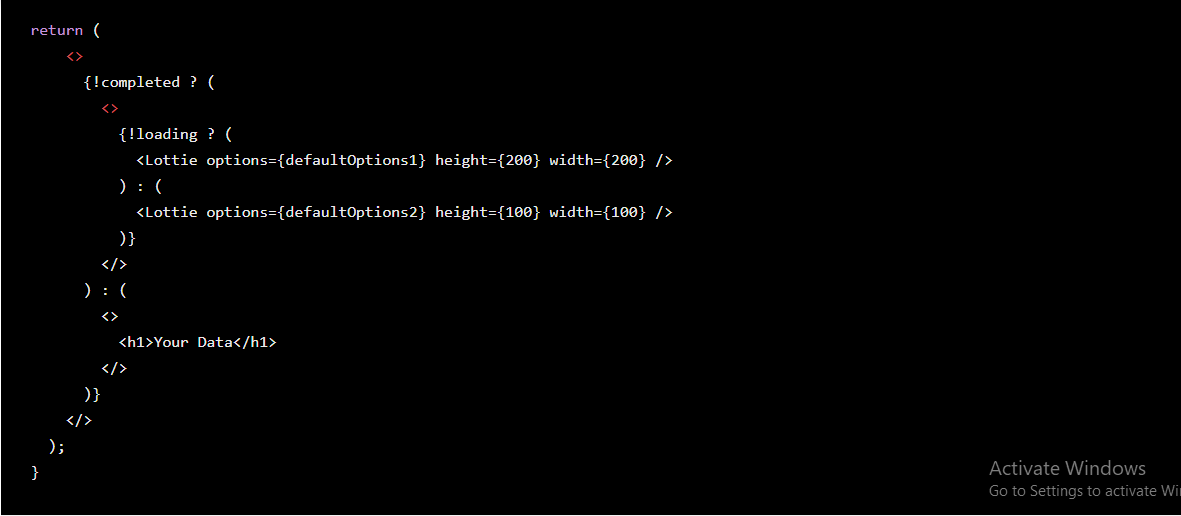 return (
<>
{!completed ? (
<>
{!loading ? (
<Lottie options={defaultOptions1} height={200} width={200} />
) : (
<Lottie options={defaultOptions2} height={100} width={100} />
)}
</>
) : (
<>
<h1>Your Data</h1>
</>
)}
</>
);
}
Activate Windows
Go to Settings to activate